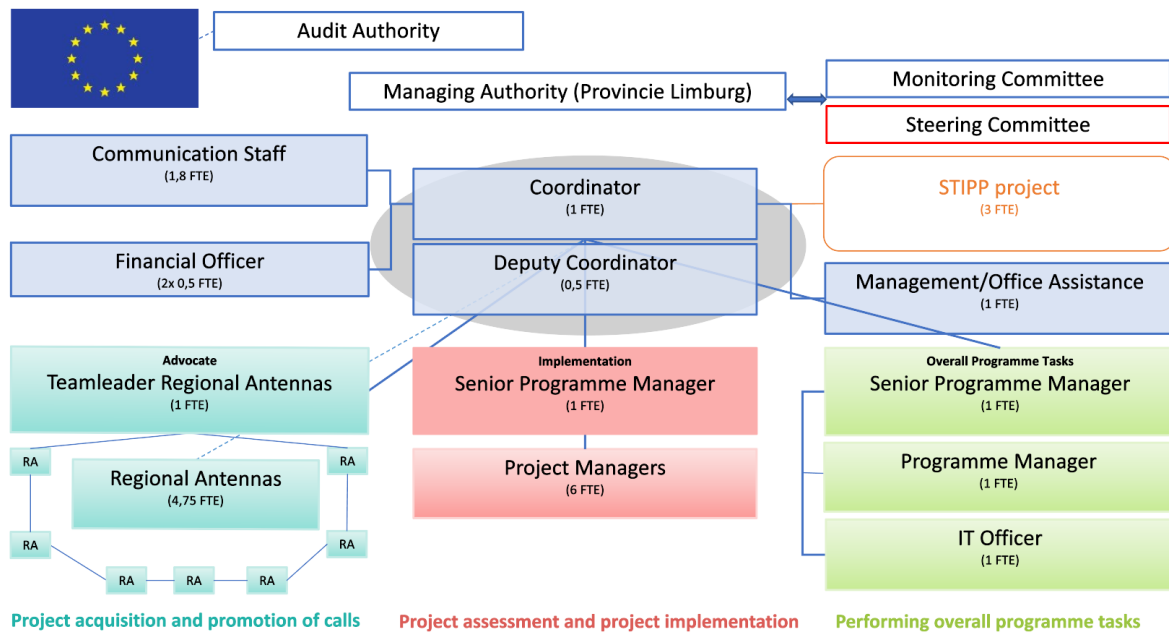 Audit Authority
Managing Authority (Provincie Limburg)
Monitoring Committee
Steering Committee
Communication Staff
(1,8 FTE)
Coordinator
(1 FTE)
STIPP project
(3 FTE)
Financial Officer
(2x 0,5 FTE)
Deputy Coordinator
(0,5 FTE)
Management/Office Assistance
(1 FTE)
Advocate
Teamleader Regional Antennas
(1 FTE)
Implementation
Senior Programme Manager
(1 FTE)
Overall Programme Tasks
Senior Programme Manager
(1 FTE)
RA
RA
Regional Antennas
(4,75 FTE)
Project Managers
(6 FTE)
Programme Manager
(1 FTE)
RA
RA
RA
RA
RA
IT Officer
(1 FTE)
Project acquisition and promotion of calls
Project assessment and project implementation
Performing overall programme tasks